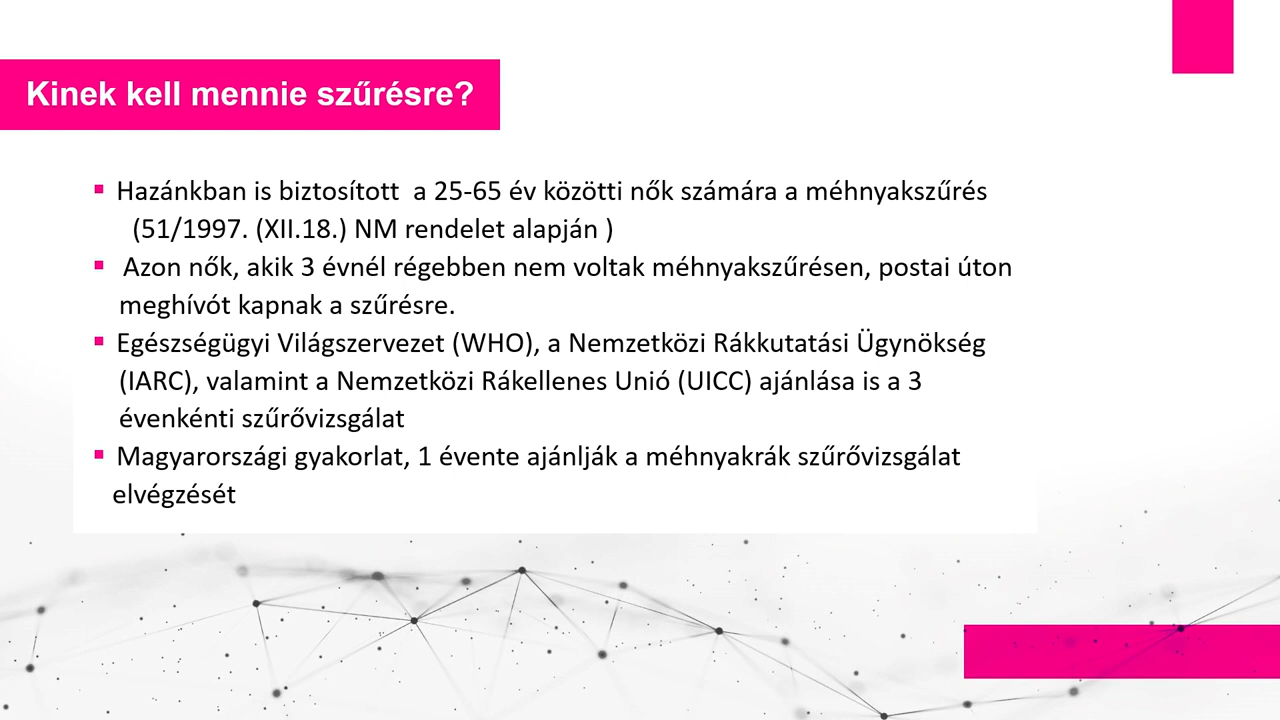 Kinek kell mennie szűrésre?
▪ Hazánkban is biztosított  a 25-65 év közötti nők számára a méhnyakszűrés
(51/1997. (XII.18.) NM rendelet alapján )
▪ Azon nők, akik 3 évnél régebben nem voltak méhnyakszűrésen, postai úton
meghívót kapnak a szűrésre.
▪ Egészségügyi Világszervezet (WHO), a Nemzetközi Rákkutatási Ügynökség
(IARC), valamint a Nemzetközi Rákellenes Unió (UICC) ajánlása is a 3
évenkénti szűrővizsgálat
▪ Magyarországi gyakorlat, 1 évente ajánlják a méhnyakrák szűrővizsgálat
elvégzését